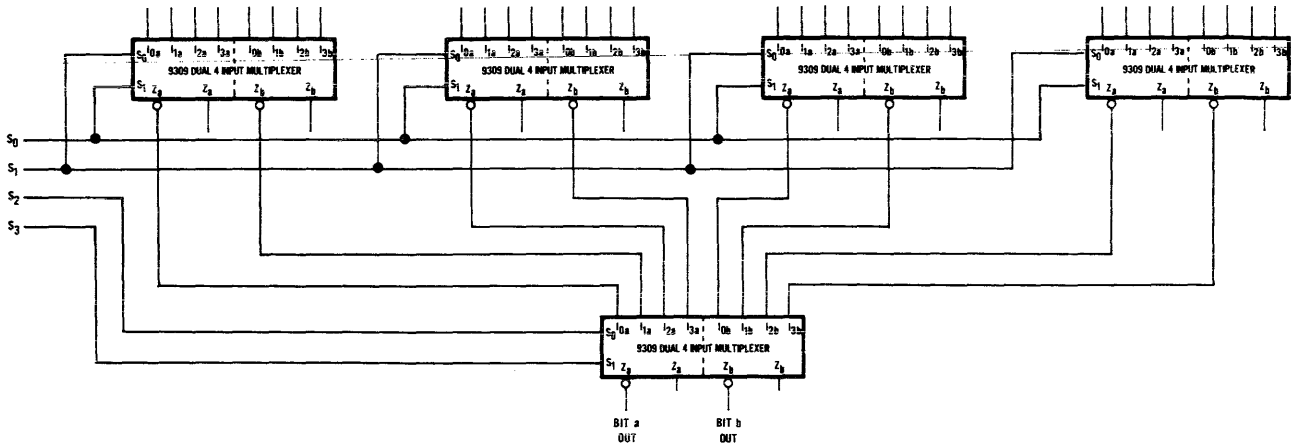 S0 I0a I1a I2a I3a I0b I1b I2b I3b
9309 DUAL 4 INPUT MULTIPLEXER
S1 Za Za Zb Zb
S0 I0a I1a I2a I3a I0b I1b I2b I3b
9309 DUAL 4 INPUT MULTIPLEXER
S1 Za Za Zb Zb
S0 I0a I1a I2a I3a I0b I1b I2b I3b
9309 DUAL 4 INPUT MULTIPLEXER
S1 Za Za Zb Zb
S0 I0a I1a I2a I3a I0b I1b I2b I3b
9309 DUAL 4 INPUT MULTIPLEXER
S1 Za Za Zb Zb
S0
S1
S2
S3
S0 I0a I1a I2a I3a I0b I1b I2b I3b
9309 DUAL 4 INPUT MULTIPLEXER
S1 Za Za Zb Zb
BIT a
OUT
BIT b
OUT